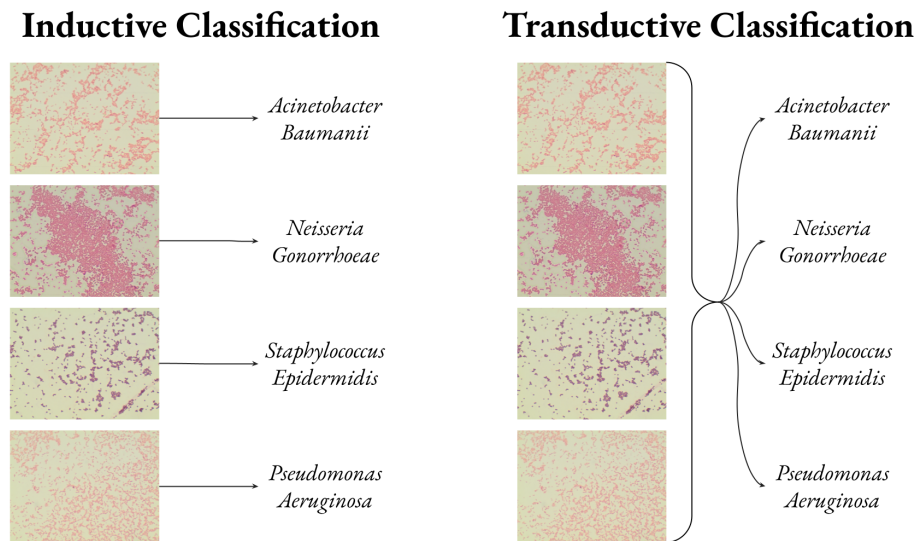 Inductive Classification
Acinetobacter
Baumanii
Neisseria
Gonorrhoeae
Staphylococcus
Epidermidis
Pseudomonas
Aeruginosa
Transductive Classification
Acinetobacter
Baumanii
Neisseria
Gonorrhoeae
Staphylococcus
Epidermidis
Pseudomonas
Aeruginosa